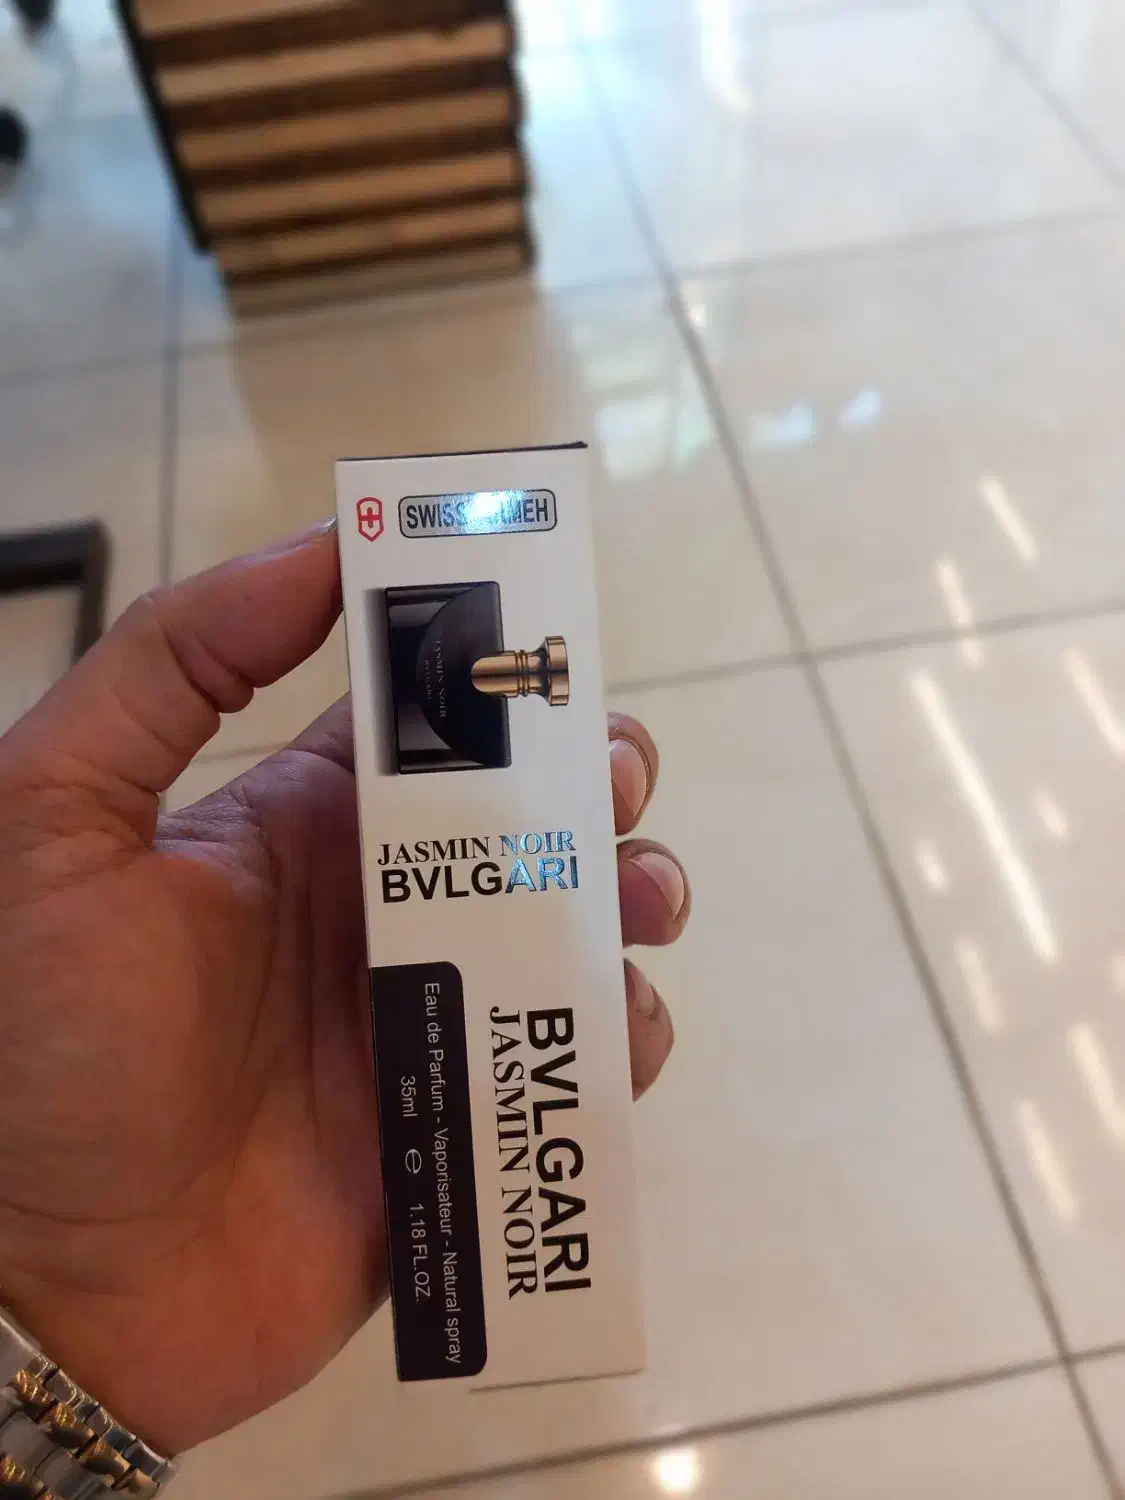 JASMIN NOIR
BVLGARI
JASMIN NOIR
BVLGARI
BVLGARI
JASMIN NOIR
Eau de Parfum - Vaporisateur - Natural spray
35ml e 1.18 FL.OZ.